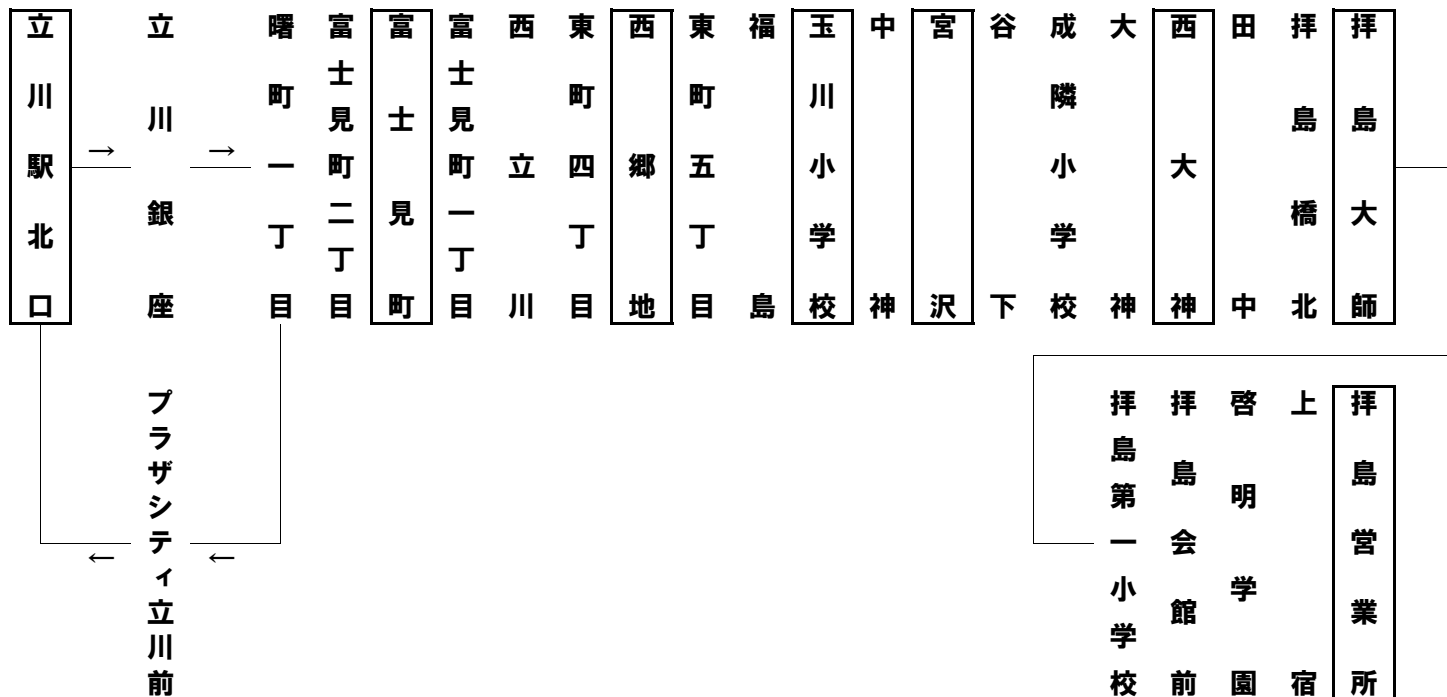 立川駅北口
→
立川銀座
→
曙町一丁目
富士見町二丁目
富士見町
富士見町一丁目
西立川
東町四丁目
西郷地
東町五丁目
福島
玉川小学校
中神
宮沢
谷下
成隣小学校
大神
西大神
田中
拝島橋北
拝島大師
←
プラザシティ立川前
←
拝島第一小学校
拝島会館前
啓明学園
上宿
拝島営業所